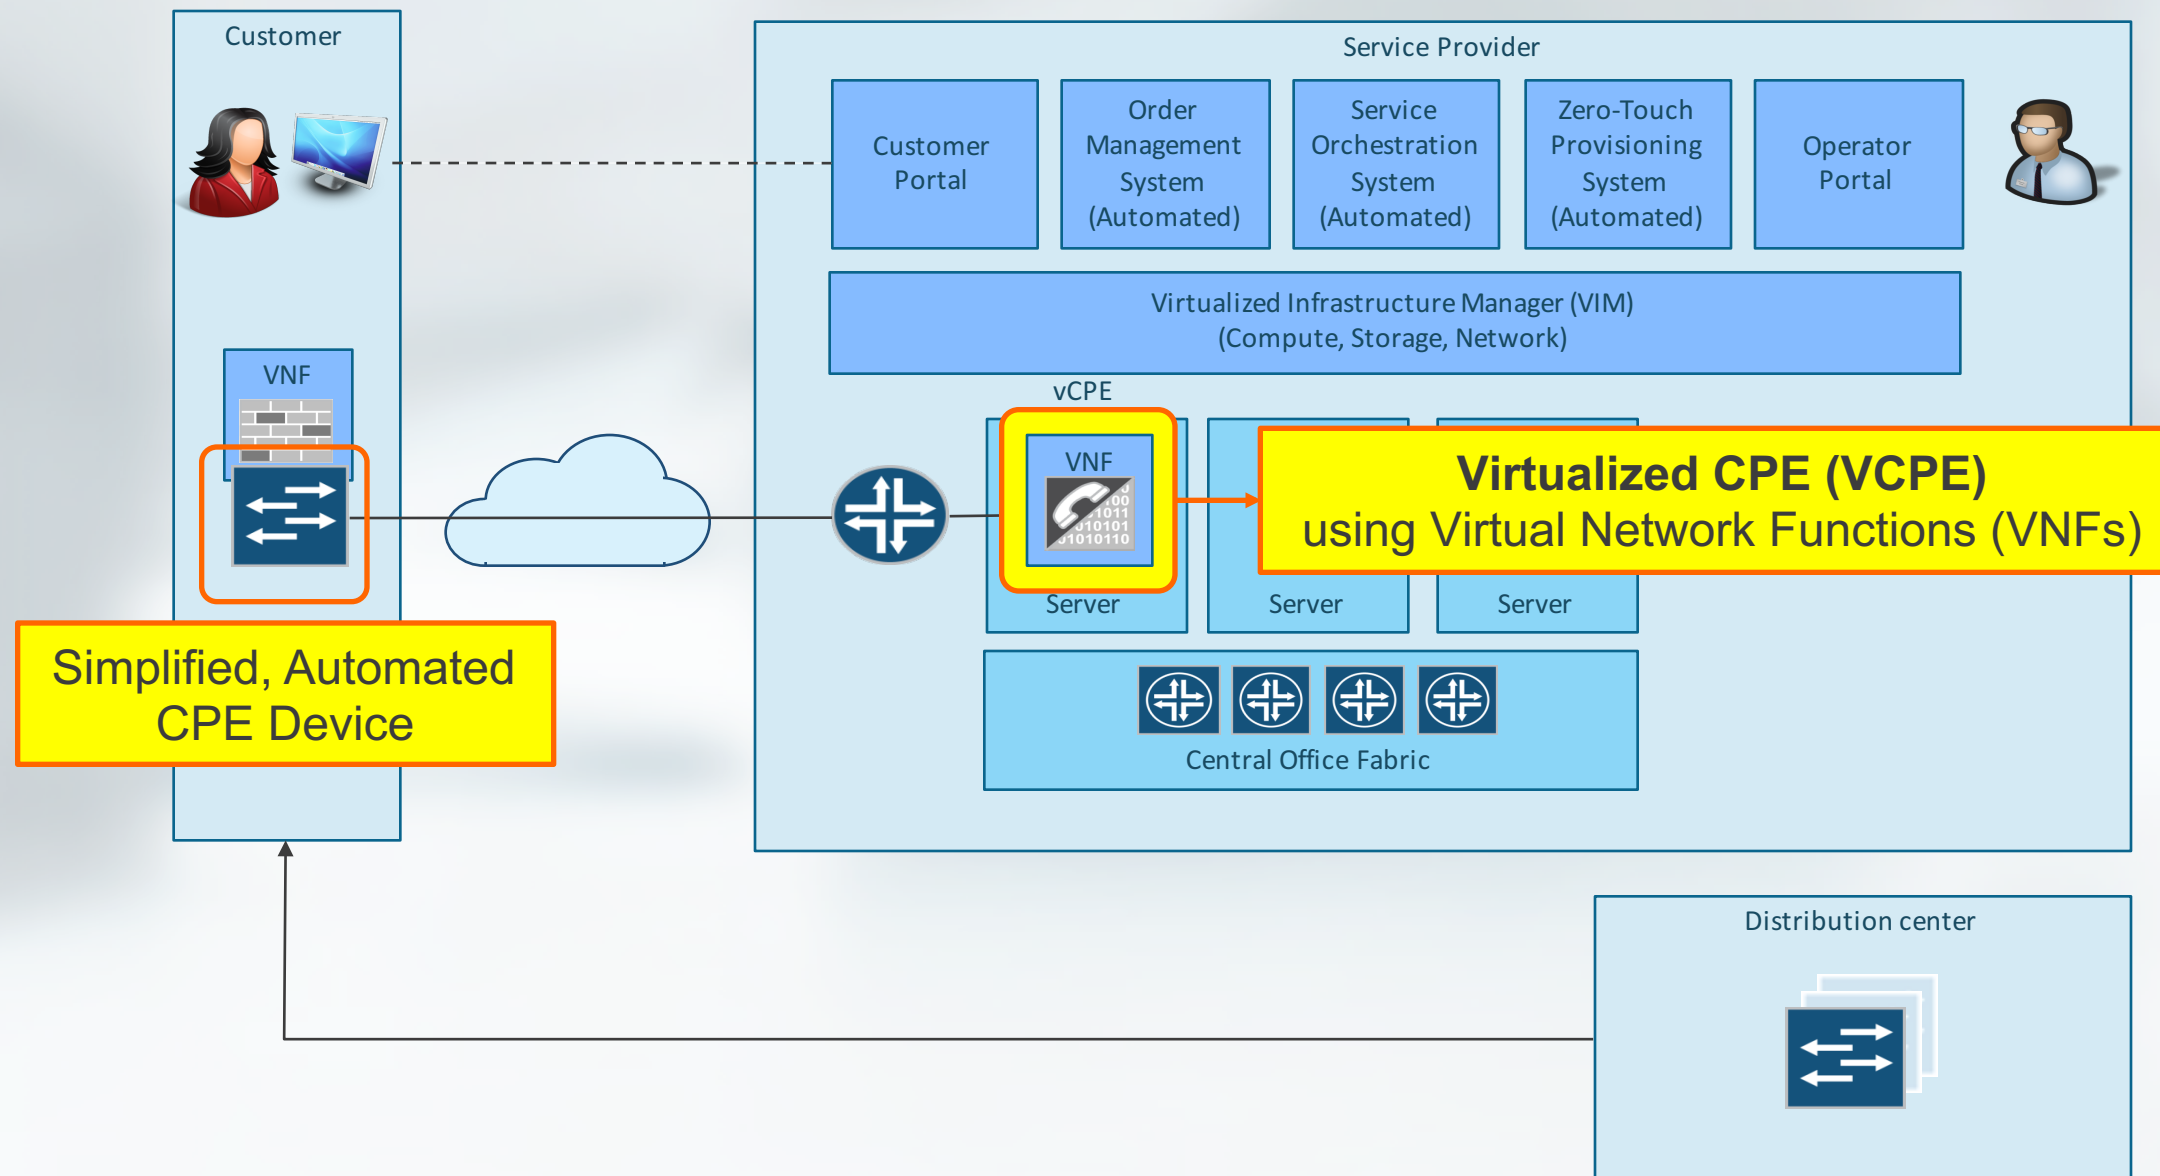 Customer
Service Provider
Customer
Portal
Order
Management
System
(Automated)
Service
Orchestration
System
(Automated)
Zero-Touch
Provisioning
System
(Automated)
Operator
Portal
Virtualized Infrastructure Manager (VIM)
(Compute, Storage, Network)
VNF
vCPE
VNF
Virtualized CPE (VCPE)
using Virtual Network Functions (VNFs)
Server
Server
Server
Simplified, Automated
CPE Device
Central Office Fabric
Distribution center